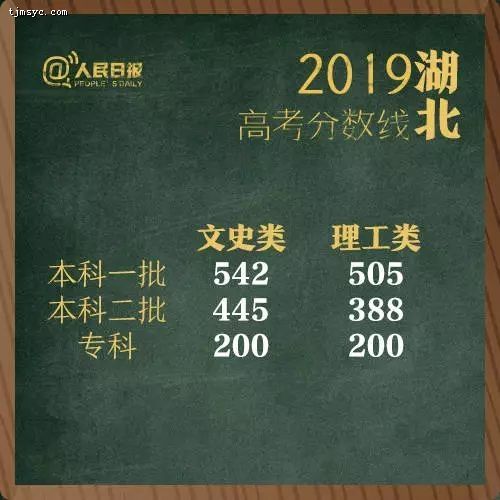 tjmsyc.com
@人民日报
PEOPLE'S DAILY
2019湖北
高考分数线
文史类 理工类
本科一批 542 505
本科二批 445 388
专科 200 200